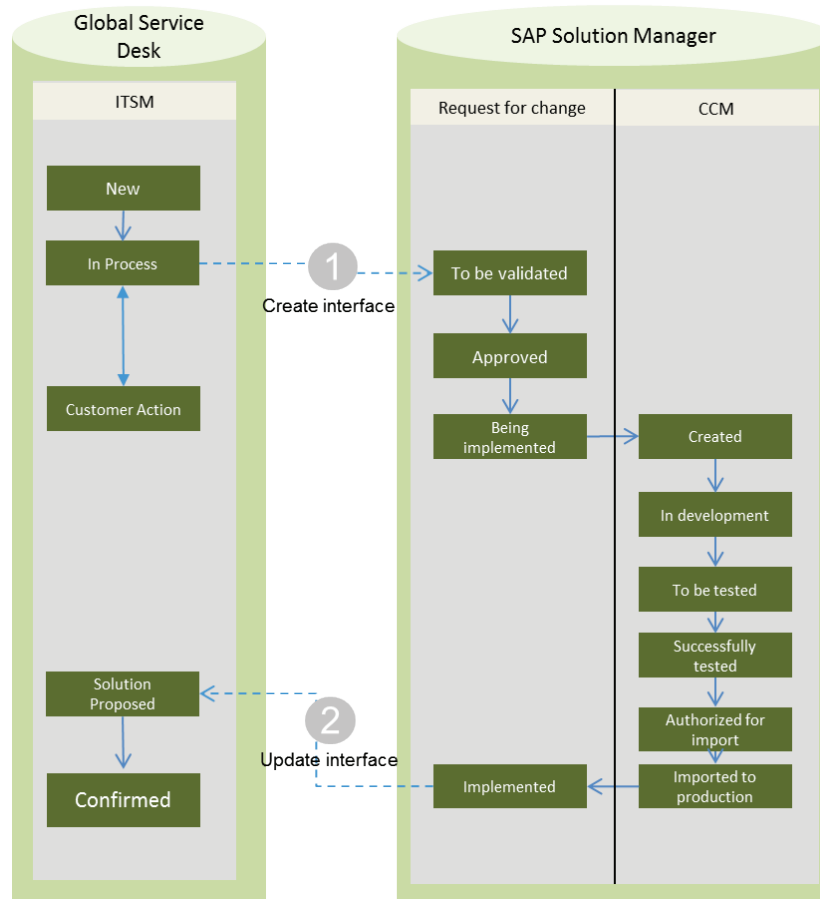 Global Service
Desk
ITSM
New
In Process
Customer Action
Solution
Proposed
Confirmed
1
Create interface
2
Update interface
SAP Solution Manager
Request for change
To be validated
Approved
Being
implemented
Implemented
CCM
Created
In development
To be tested
Successfully
tested
Authorized for
import
Imported to
production